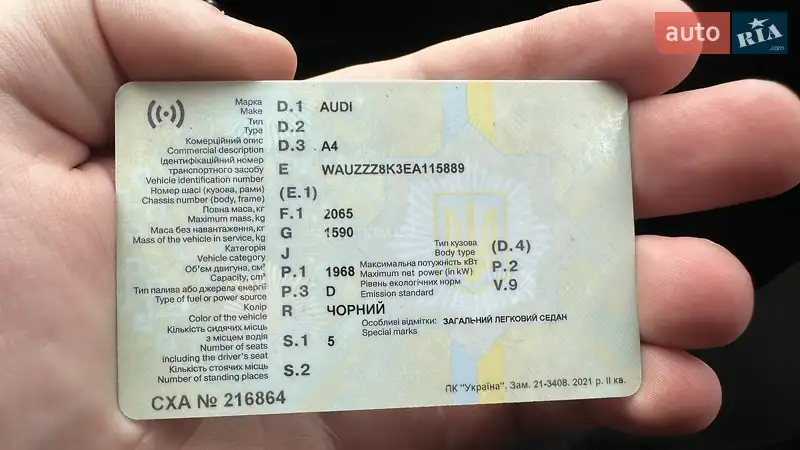 auto RIA.com
Марка
Make D.1 AUDI
Тип
Type D.2
Комерційний опис
Commercial description D.3 A4
Ідентифікаційний номер
транспортного засобу
Vehicle identification number E WAUZZZ8K3EA115889
Номер шасі (кузова, рами)
Chassis number (body, frame) (E.1)
Повна маса, кг
Maximum mass, kg F.1 2065
Маса без навантаження, кг
Mass of the vehicle in service, kg G 1590
Категорія
Vehicle category J
Тип кузова
Body type (D.4)
Об'єм двигуна, см³
Capacity, cm³ P.1 1968
Максимальна потужність кВт
Maximum net power (in kW) P.2
Тип палива або джерела енергії
Type of fuel or power source P.3 D
Рівень екологічних норм
Emission standard V.9
Колір
Color of the vehicle R ЧОРНИЙ
Кількість сидячих місць
з місцем водія
Number of seats
including the driver's seat S.1 5
Особливі відмітки: ЗАГАЛЬНИЙ ЛЕГКОВИЙ СЕДАН
Special marks
Кількість стоячих місць
Number of standing places S.2
СХА № 216864
ПК "Україна", Зам. 21-3408. 2021 р. ІІ кв.